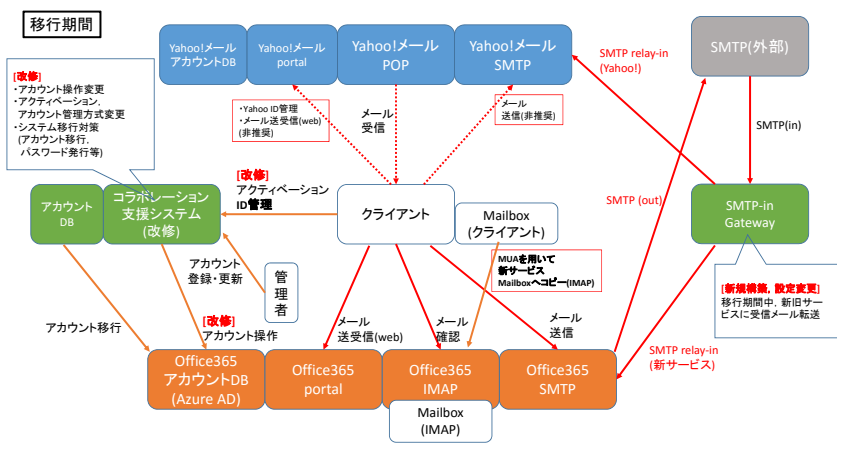 移行期間
Yahoo!メール
アカウントDB
Yahoo!メール
portal
Yahoo!メール
POP
Yahoo!メール
SMTP
SMTP relay-in
(Yahoo!)
SMTP(外部)
[改修]
・アカウント操作変更
・アクティベーション,
アカウント管理方式変更
・システム移行対策
(アカウント移行,
パスワード発行等)
・Yahoo ID管理
・メール送受信(web)
(非推奨)
メール
受信
メール
送信(非推奨)
SMTP(in)
[改修]
アクティベーション
ID管理
アカウント
DB
コラボレーション
支援システム
(改修)
クライアント
Mailbox
(クライアント)
SMTP (out)
SMTP-in
Gateway
MUAを用いて
新サービス
Mailboxへコピー(IMAP)
アカウント
登録・更新
管
理
者
[新規構築, 設定変更]
移行期間中, 新旧サー
ビスに受信メール転送
アカウント移行
[改修]
アカウント操作
メール
送受信(web)
メール
確認
メール
送信
SMTP relay-in
(新サービス)
Office365
アカウントDB
(Azure AD)
Office365
portal
Office365
IMAP
Office365
SMTP
Mailbox
(IMAP)